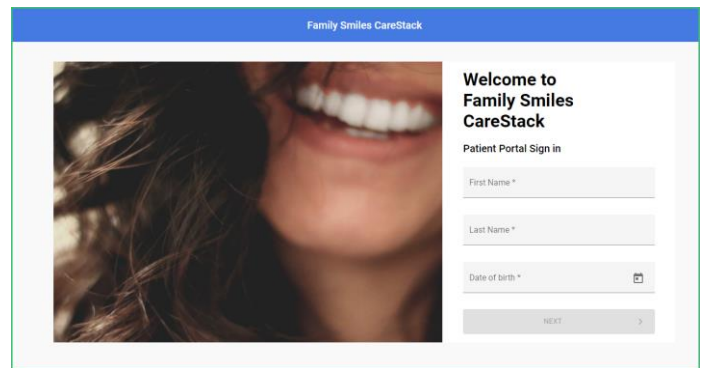 Family Smiles CareStack
Welcome to
Family Smiles
CareStack
Patient Portal Sign in
First Name *
Last Name *
Date of birth *
NEXT